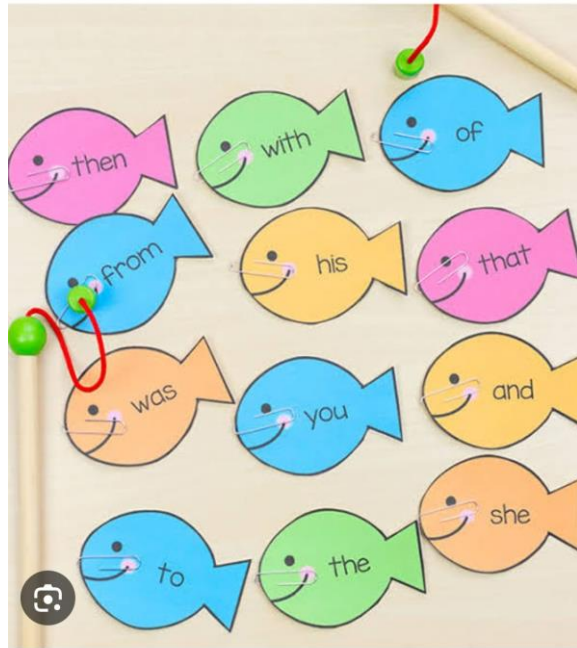 then
with
of
from
his
that
was
you
and
to
the
she